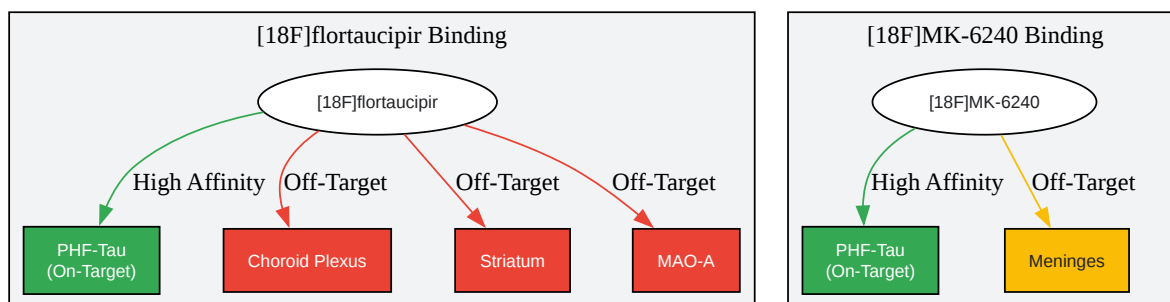 [18F]flortaucipir Binding
[18F]flortaucipir
High Affinity
Off-Target
Off-Target
Off-Target
PHF-Tau
(On-Target)
Choroid Plexus
Striatum
MAO-A
[18F]MK-6240 Binding
[18F]MK-6240
High Affinity
Off-Target
PHF-Tau
(On-Target)
Meninges